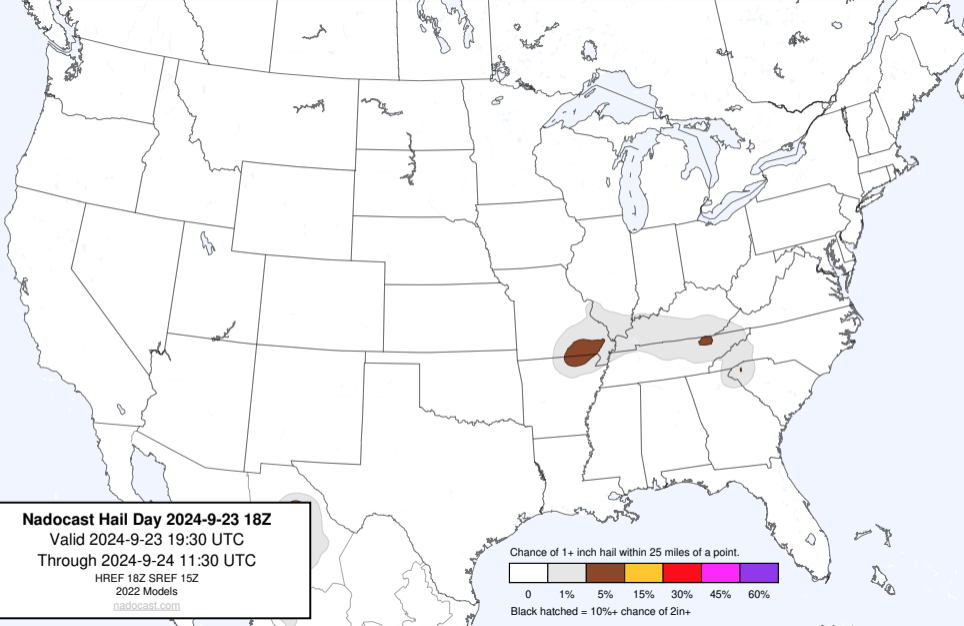 Nadocast Hail Day 2024-9-23 18Z
Valid 2024-9-23 19:30 UTC
Through 2024-9-24 11:30 UTC
HREF 18Z SREF 15Z
2022 Models
nadocast.com
Chance of 1+ inch hail within 25 miles of a point.
0 1% 5% 15% 30% 45% 60%
Black hatched = 10%+ chance of 2in+